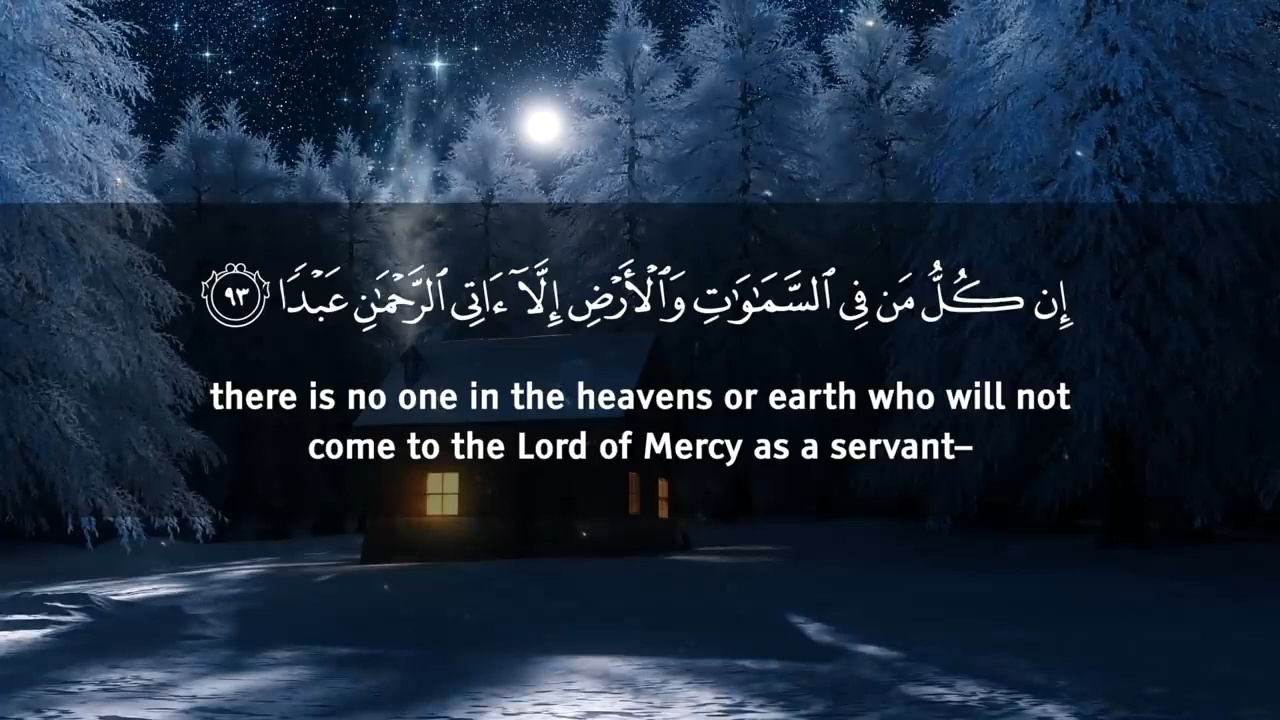 إِن كُلُّ مَن فِى ٱلسَّمَـٰوَٰتِ وَٱلْأَرْضِ إِلَّآ ءَاتِى ٱلرَّحْمَـٰنِ عَبْدًا ٩٣
there is no one in the heavens or earth who will not
come to the Lord of Mercy as a servant–